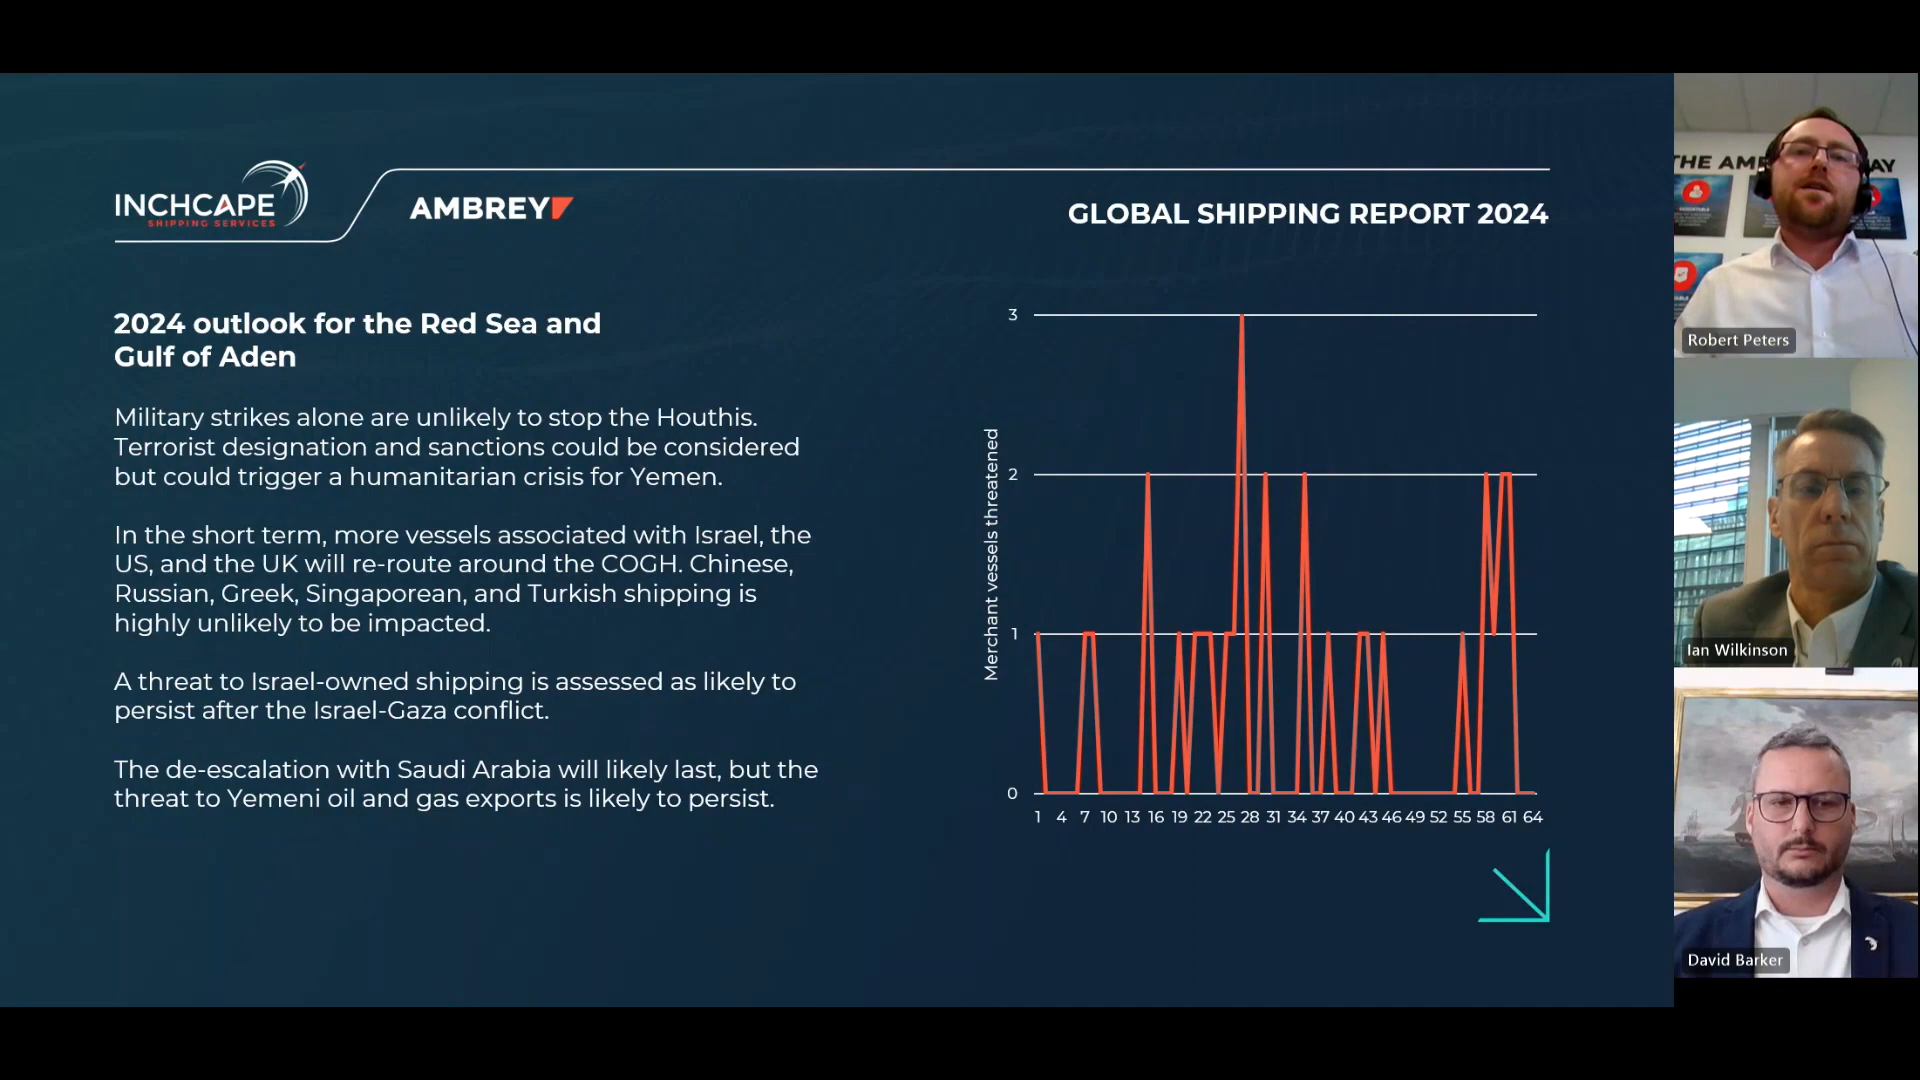 INCHCAPE
SHIPPING SERVICES
AMBREY
GLOBAL SHIPPING REPORT 2024
2024 outlook for the Red Sea and
Gulf of Aden
Military strikes alone are unlikely to stop the Houthis.
Terrorist designation and sanctions could be considered
but could trigger a humanitarian crisis for Yemen.
In the short term, more vessels associated with Israel, the
US, and the UK will re-route around the COGH. Chinese,
Russian, Greek, Singaporean, and Turkish shipping is
highly unlikely to be impacted.
A threat to Israel-owned shipping is assessed as likely to
persist after the Israel-Gaza conflict.
The de-escalation with Saudi Arabia will likely last, but the
threat to Yemeni oil and gas exports is likely to persist.
Merchant vessels threatened
3
2
1
0
1 4 7 10 13 16 19 22 25 28 31 34 37 40 43 46 49 52 55 58 61 64
THE AM AY
Robert Peters
Ian Wilkinson
David Barker